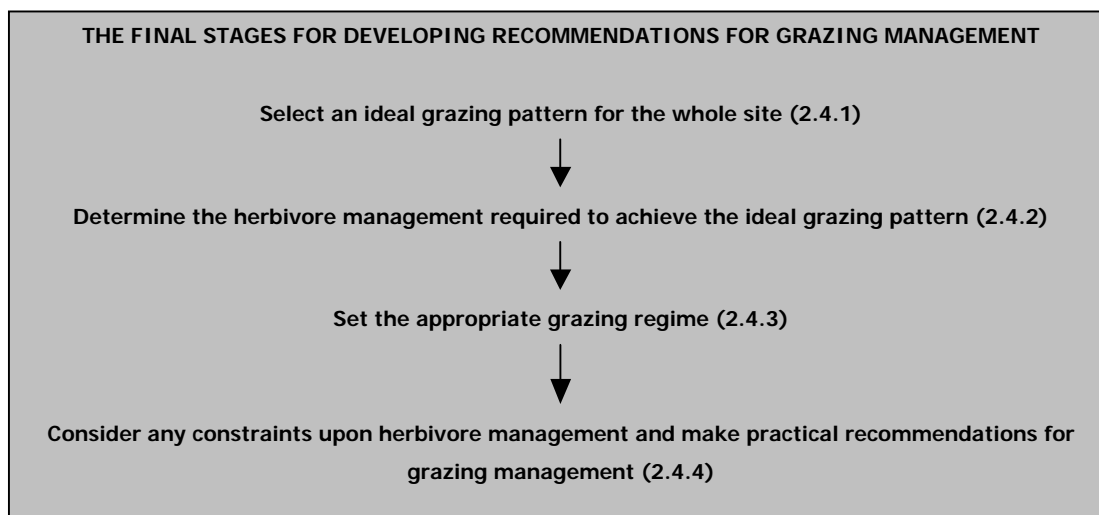 THE FINAL STAGES FOR DEVELOPING RECOMMENDATIONS FOR GRAZING MANAGEMENT
Select an ideal grazing pattern for the whole site (2.4.1)
Determine the herbivore management required to achieve the ideal grazing pattern (2.4.2)
Set the appropriate grazing regime (2.4.3)
Consider any constraints upon herbivore management and make practical recommendations for
grazing management (2.4.4)